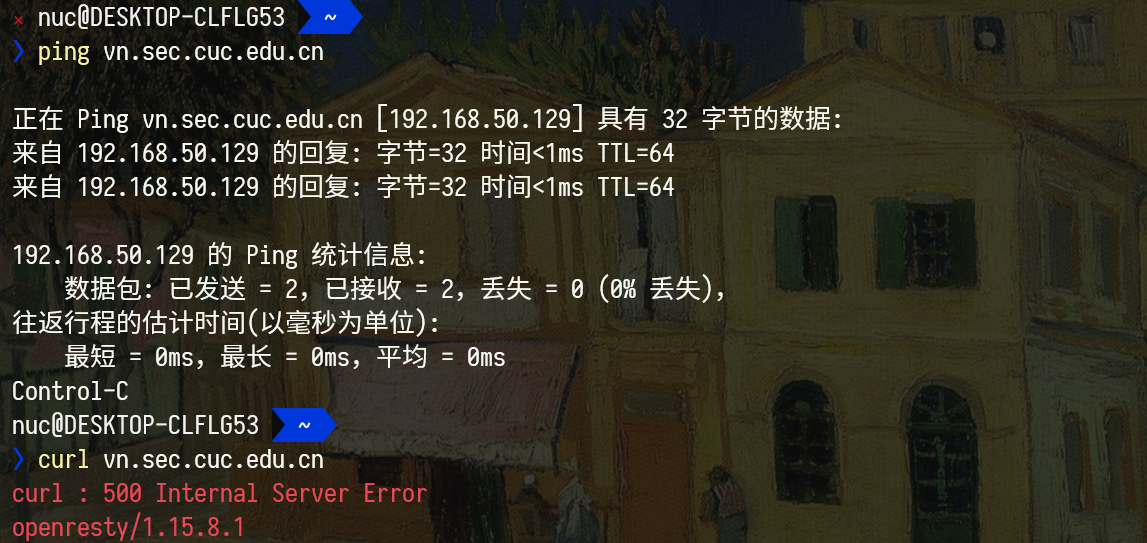 × nuc@DESKTOP-CLFLG53 ~
❯ ping vn.sec.cuc.edu.cn
正在 Ping vn.sec.cuc.edu.cn [192.168.50.129] 具有 32 字节的数据:
来自 192.168.50.129 的回复: 字节=32 时间<1ms TTL=64
来自 192.168.50.129 的回复: 字节=32 时间<1ms TTL=64
192.168.50.129 的 Ping 统计信息:
数据包: 已发送 = 2，已接收 = 2，丢失 = 0 (0% 丢失)，
往返行程的估计时间(以毫秒为单位):
最短 = 0ms，最长 = 0ms，平均 = 0ms
Control-C
nuc@DESKTOP-CLFLG53 ~
❯ curl vn.sec.cuc.edu.cn
curl : 500 Internal Server Error
openresty/1.15.8.1